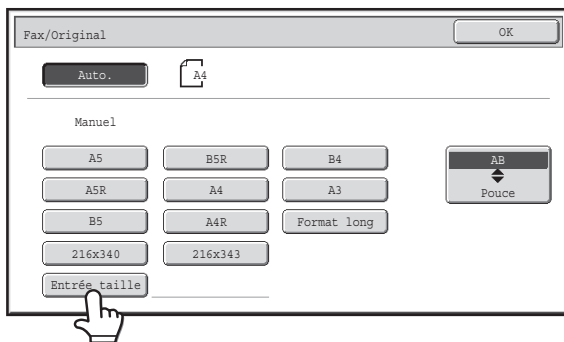 Fax/Original
OK
Auto.
A4
Manuel
A5 B5R B4
AB
A5R A4 A3
Pouce
B5 A4R Format long
216x340 216x343
Entrée taille